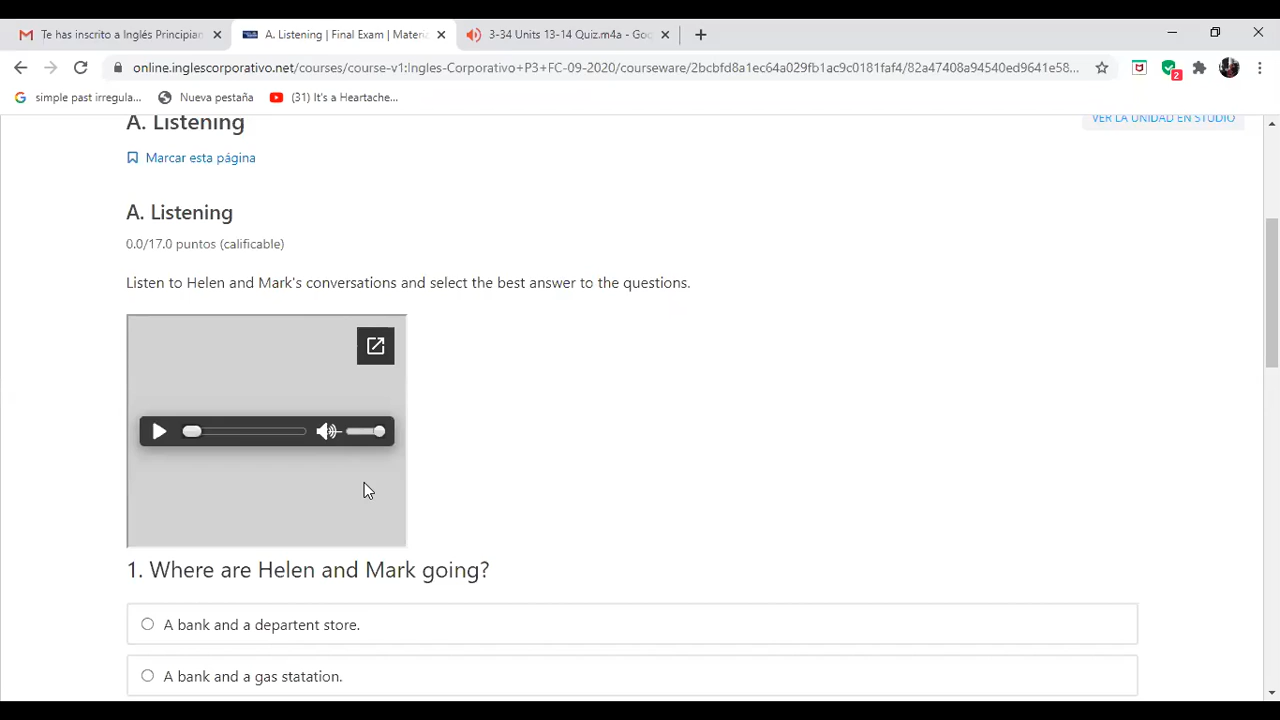 Te has inscrito a Inglés Principian
A. Listening | Final Exam | Materi
3-34 Units 13-14 Quiz.m4a - Goo
online.inglescorporativo.net/courses/course-v1:Ingles-Corporativo+P3+FC-09-2020/courseware/2bcbfd8a1ec64a029fb1ac9c0181faf4/82a47408a94540ed9641e58...
2
simple past irregula...
Nueva pestaña
(31) It's a Heartache...
A. Listening
VER LA UNIDAD EN STUDIO
Marcar esta página
A. Listening
0.0/17.0 puntos (calificable)
Listen to Helen and Mark's conversations and select the best answer to the questions.
1. Where are Helen and Mark going?
A bank and a departent store.
A bank and a gas statation.